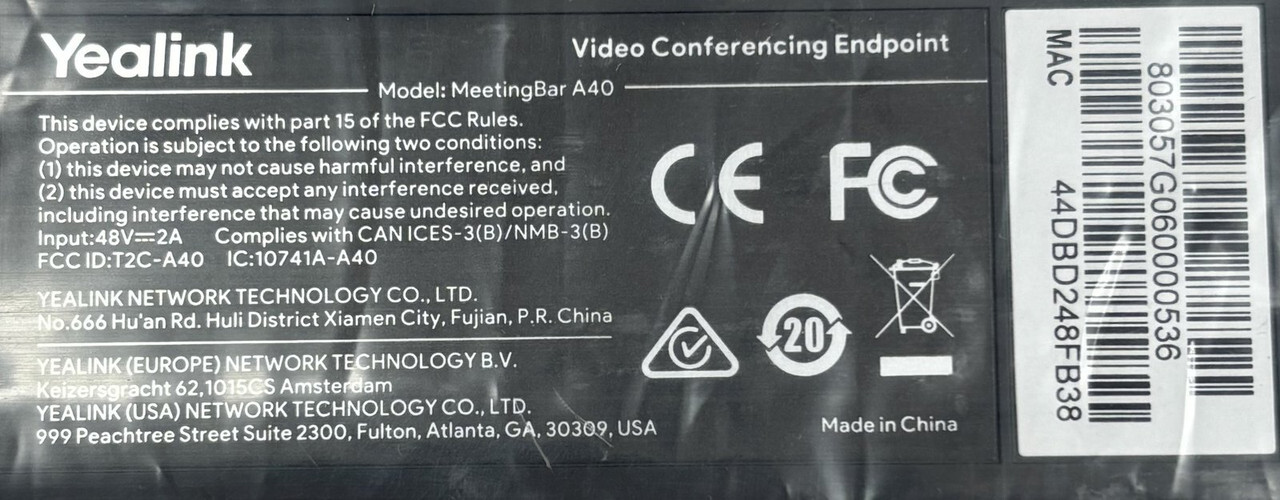 Yealink
Video Conferencing Endpoint
Model: MeetingBar A40
This device complies with part 15 of the FCC Rules.
Operation is subject to the following two conditions:
(1) this device may not cause harmful interference, and
(2) this device must accept any interference received,
including interference that may cause undesired operation.
Input:48V⎓2A Complies with CAN ICES-3(B)/NMB-3(B)
FCC ID:T2C-A40 IC:10741A-A40
YEALINK NETWORK TECHNOLOGY CO., LTD.
No.666 Hu'an Rd. Huli District Xiamen City, Fujian, P.R. China
YEALINK (EUROPE) NETWORK TECHNOLOGY B.V.
Keizersgracht 62,1015CS Amsterdam
YEALINK (USA) NETWORK TECHNOLOGY CO., LTD.
999 Peachtree Street Suite 2300, Fulton, Atlanta, GA, 30309, USA
CE FC
20
Made in China
803057G060000536
MAC 44DBD248FB38